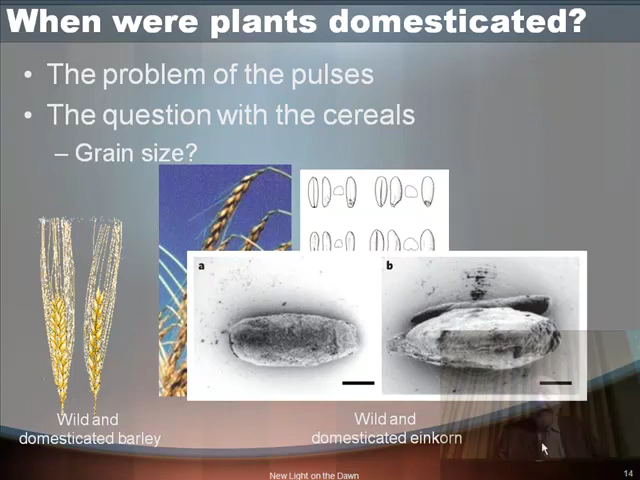 When were plants domesticated?
• The problem of the pulses
• The question with the cereals
– Grain size?
a
b
Wild and
domesticated barley
Wild and
domesticated einkorn
New Light on the Dawn
14